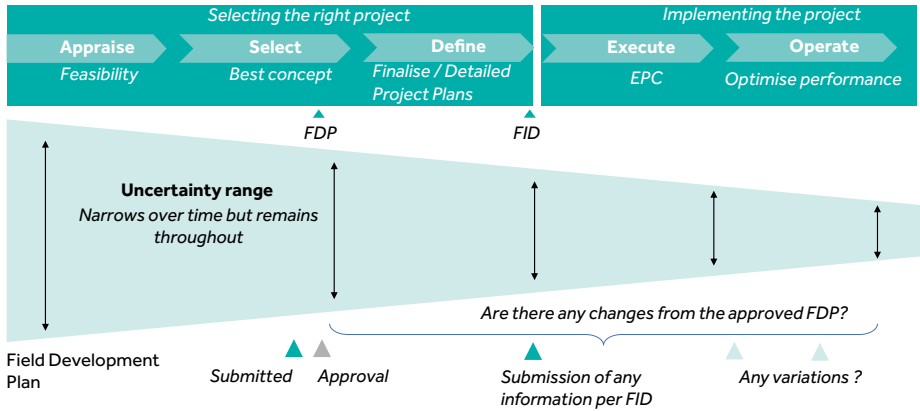 Selecting the right project
Implementing the project
Appraise
Select
Define
Execute
Operate
Feasibility
Best concept
Finalise / Detailed
Project Plans
EPC
Optimise performance
FDP
FID
Uncertainty range
Narrows over time but remains
throughout
Are there any changes from the approved FDP?
Field Development
Plan
Submitted
Approval
Submission of any
information per FID
Any variations ?